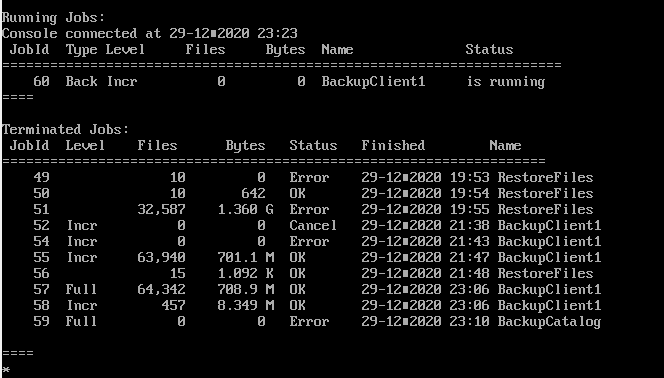 Running Jobs:
Console connected at 29-12■2020 23:23
JobId Type Level Files Bytes Name Status
======================================================================
60 Back Incr 0 0 BackupClient1 is running
====
Terminated Jobs:
JobId Level Files Bytes Status Finished Name
====================================================================
49 10 0 Error 29-12■2020 19:53 RestoreFiles
50 10 642 OK 29-12■2020 19:54 RestoreFiles
51 32,587 1.360 G Error 29-12■2020 19:55 RestoreFiles
52 Incr 0 0 Cancel 29-12■2020 21:38 BackupClient1
54 Incr 0 0 Error 29-12■2020 21:43 BackupClient1
55 Incr 63,940 701.1 M OK 29-12■2020 21:47 BackupClient1
56 15 1.092 K OK 29-12■2020 21:48 RestoreFiles
57 Full 64,342 708.9 M OK 29-12■2020 23:06 BackupClient1
58 Incr 457 8.349 M OK 29-12■2020 23:06 BackupClient1
59 Full 0 0 Error 29-12■2020 23:10 BackupCatalog
====
*